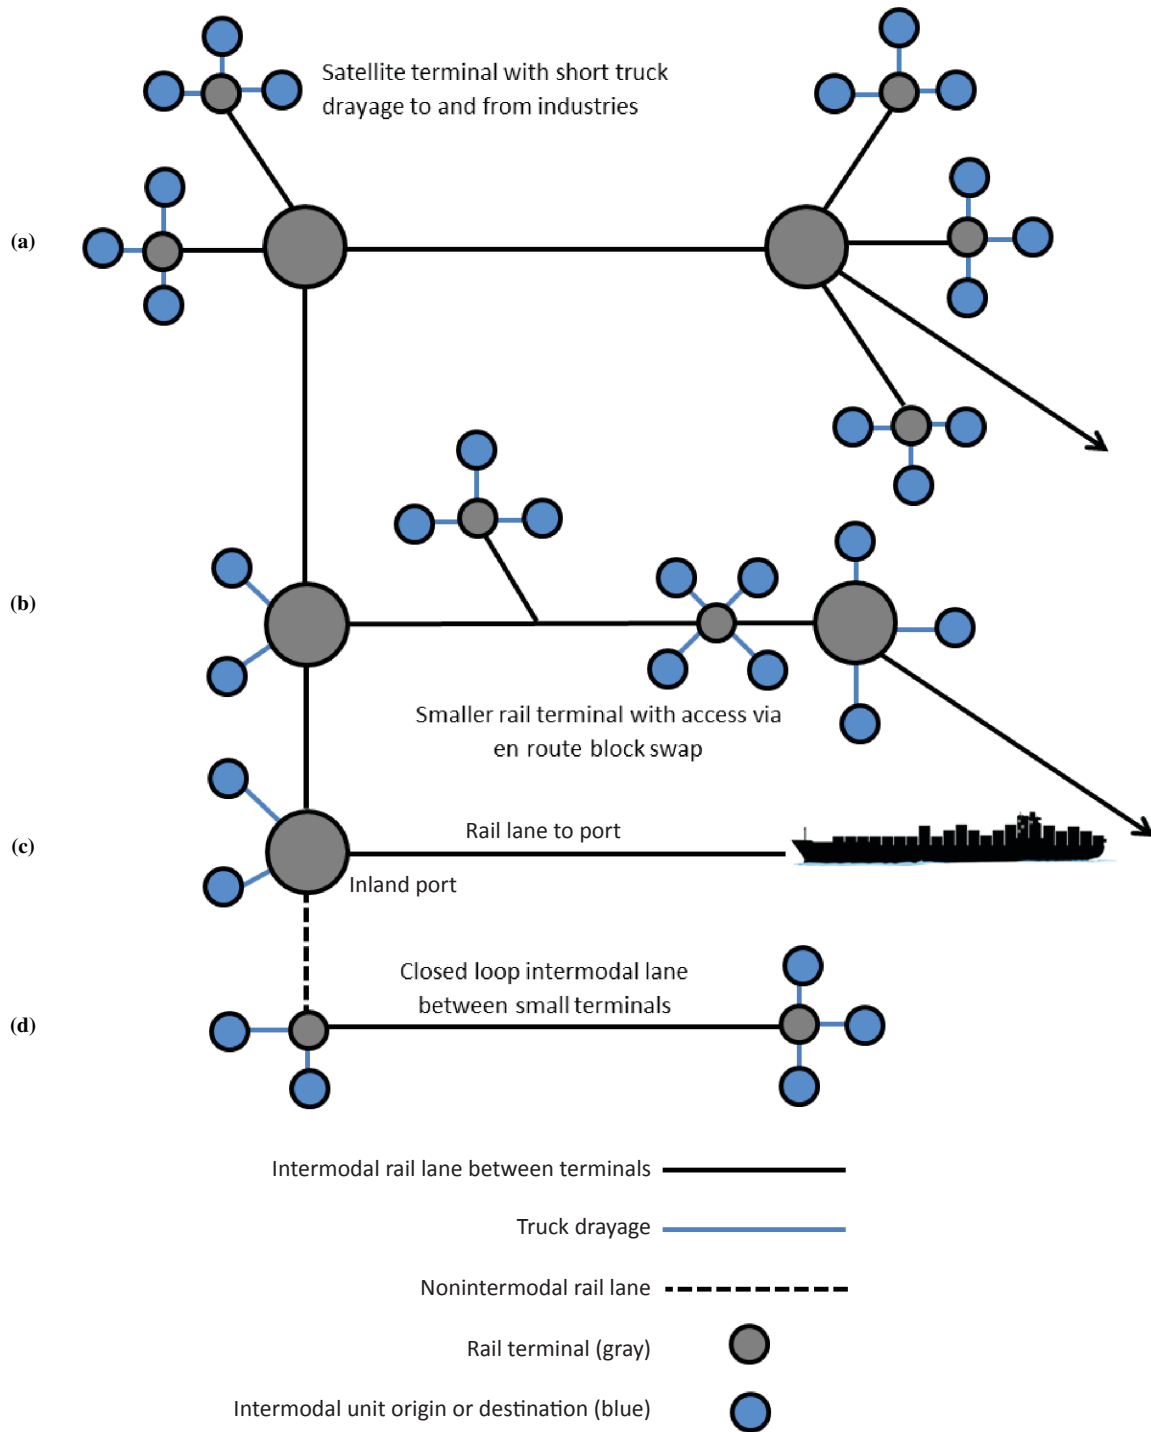 Satellite terminal with short truck
drayage to and from industries
(a)
(b)
Smaller rail terminal with access via
en route block swap
(c)
Rail lane to port
Inland port
Closed loop intermodal lane
between small terminals
(d)
Intermodal rail lane between terminals
Truck drayage
Nonintermodal rail lane
Rail terminal (gray)
Intermodal unit origin or destination (blue)